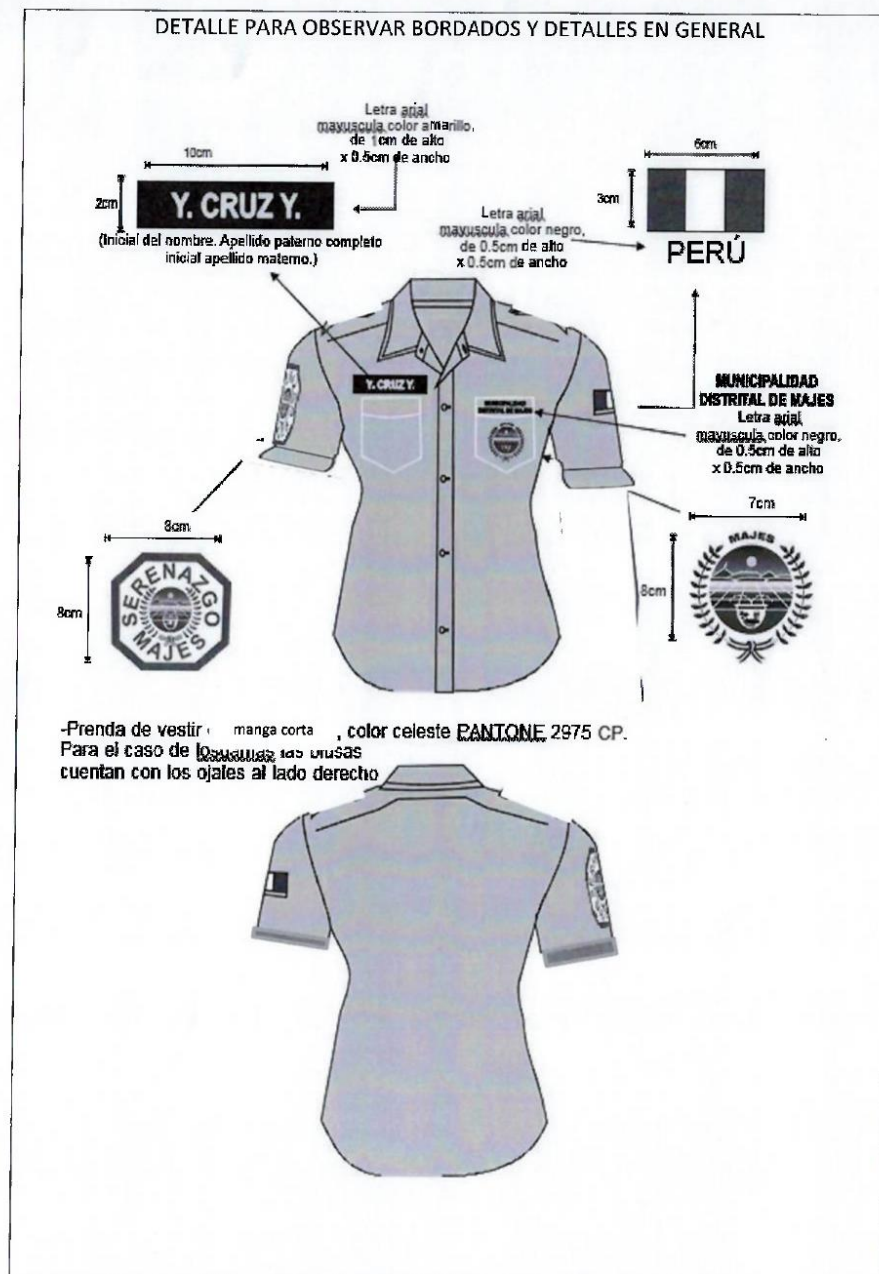 DETALLE PARA OBSERVAR BORDADOS Y DETALLES EN GENERAL
Letra arial
mayuscula color amarillo,
de 1cm de alto
x 0.5cm de ancho
10cm
2cm
Y. CRUZ Y.
(Inicial del nombre. Apellido paterno completo
inicial apellido materno.)
Letra arial
mayuscula color negro,
de 0.5cm de alto
x 0.5cm de ancho
6cm
3cm
PERÚ
Y. CRUZ Y.
MUNICIPALIDAD
DISTRITAL DE MAJES
MUNICIPALIDAD
DISTRITAL DE MAJES
Letra arial
mayuscula color negro,
de 0.5cm de alto
x 0.5cm de ancho
8cm
8cm
SERENAZGO
MAJES
7cm
8cm
MAJES
-Prenda de vestir manga corta , color celeste PANTONE 2975 CP.
Para el caso de las blusas
cuentan con los ojales al lado derecho